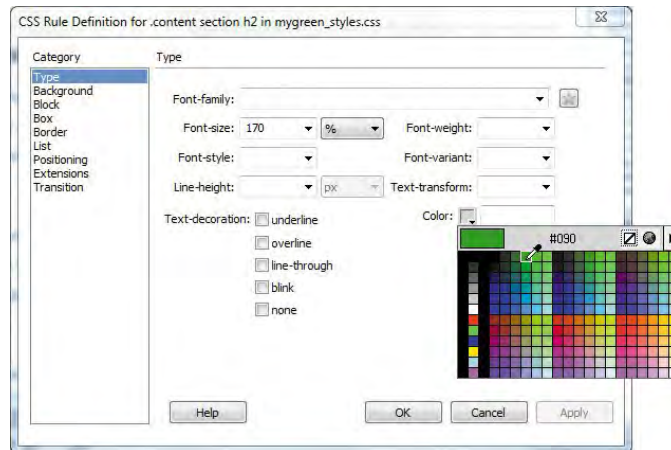 CSS Rule Definition for .content section h2 in mygreen_styles.css
Category
Type
Type
Background
Block
Box
Border
List
Positioning
Extensions
Transition
Font-family:
Font-size: 170 % Font-weight:
Font-style: Font-variant:
Line-height: px Text-transform:
Text-decoration: underline Color:
#090
overline
line-through
blink
none
Help OK Cancel Apply